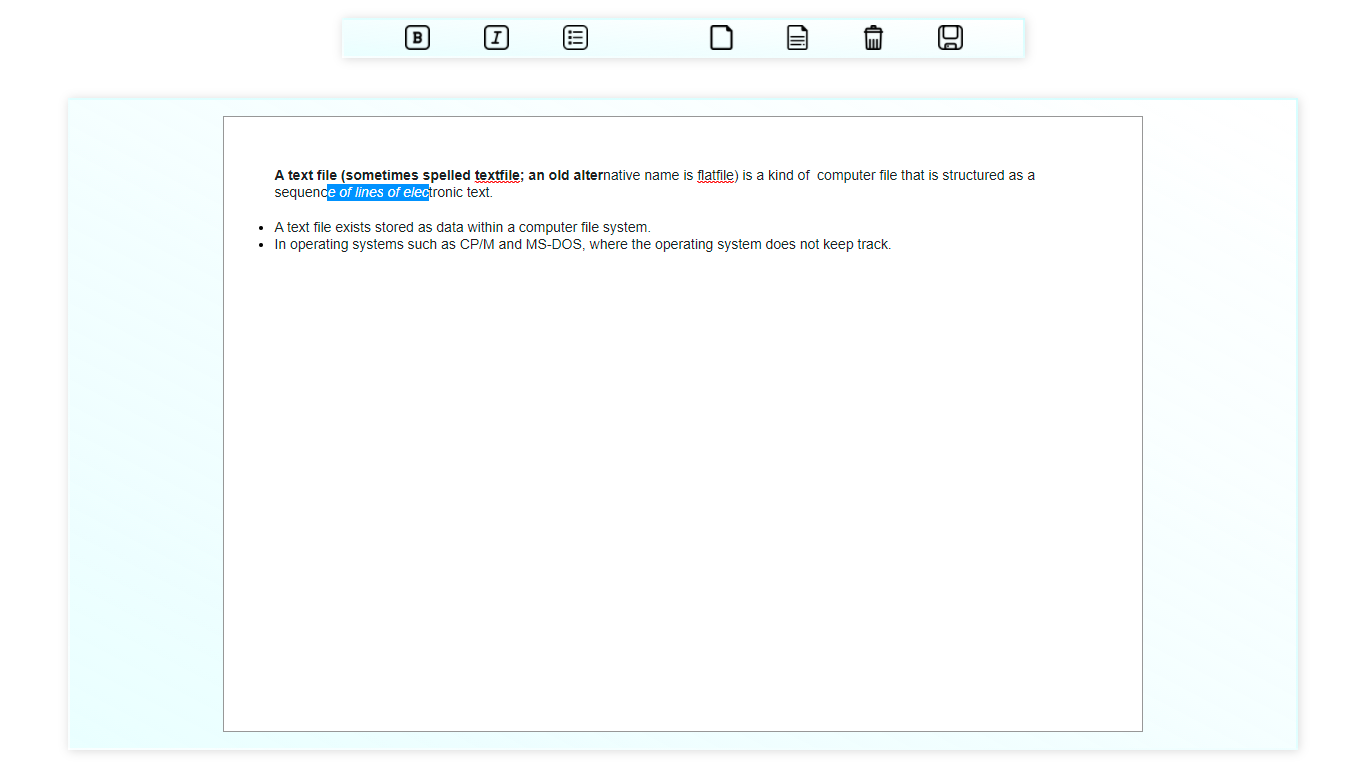 B I
A text file (sometimes spelled textfile; an old alternative name is flatfile) is a kind of  computer file that is structured as a
sequence of lines of electronic text.
• A text file exists stored as data within a computer file system.
• In operating systems such as CP/M and MS-DOS, where the operating system does not keep track.